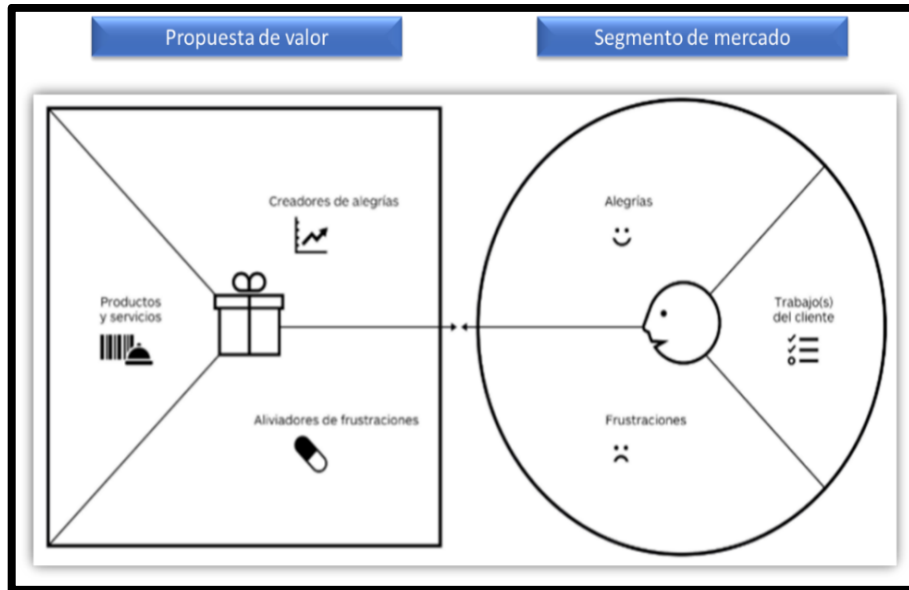 Propuesta de valor
Segmento de mercado
Creadores de alegrías
Productos
y servicios
Aliviadores de frustraciones
Alegrías
Trabajo(s)
del cliente
Frustraciones